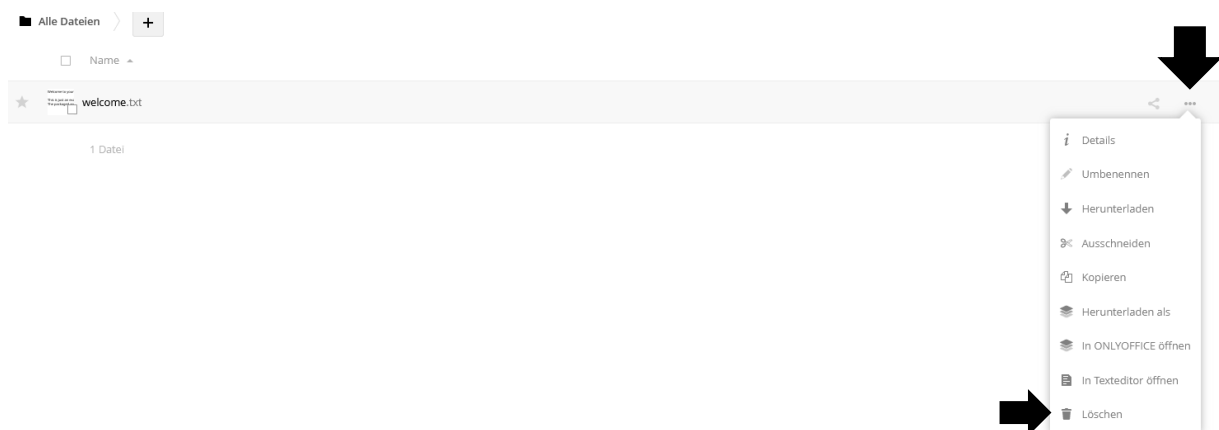 Alle Dateien
Name
welcome.txt
1 Datei
Details
Umbenennen
Herunterladen
Ausschneiden
Kopieren
Herunterladen als
In ONLYOFFICE öffnen
In Texteditor öffnen
Löschen